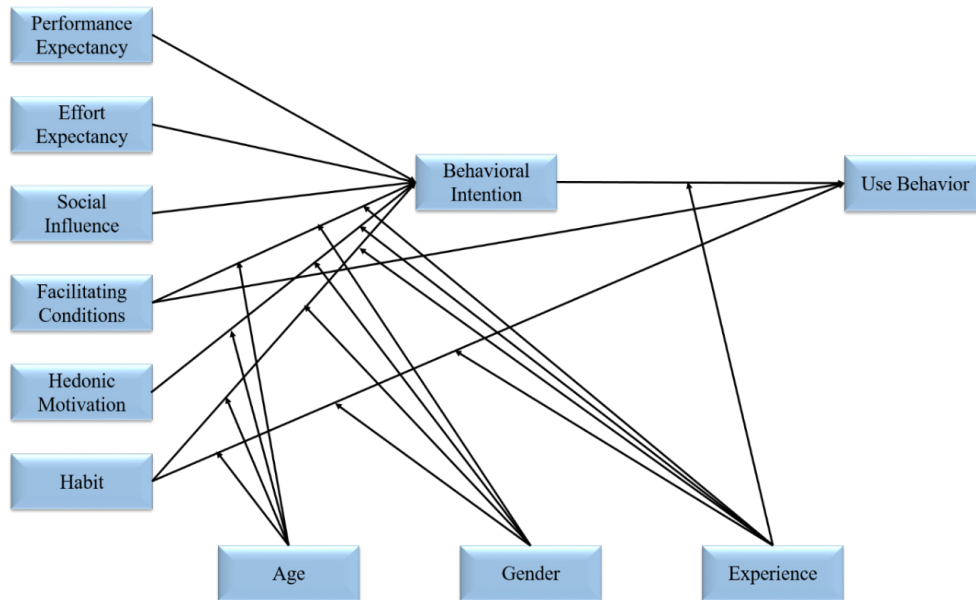 Performance
Expectancy
Effort
Expectancy
Social
Influence
Facilitating
Conditions
Hedonic
Motivation
Habit
Behavioral
Intention
Use Behavior
Age
Gender
Experience